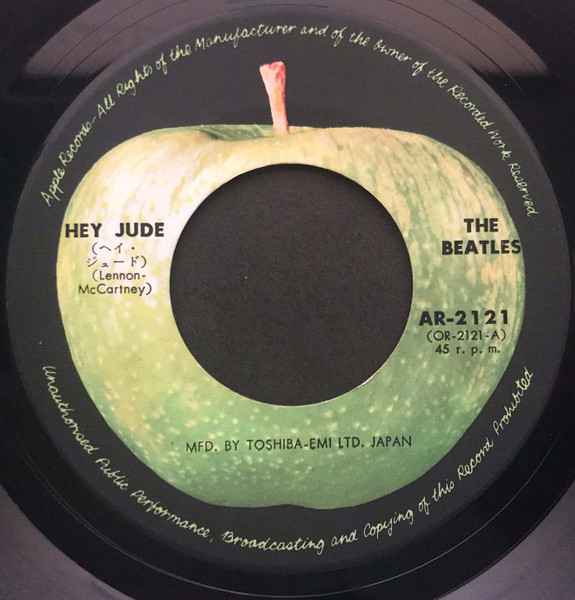 Apple Records-All Rights of the Manufacturer and of the Owner of the Recorded Work Reserved
HEY JUDE
(ヘイ・
ジュード)
(Lennon-
McCartney)
THE
BEATLES
AR-2121
(OR-2121-A)
45 r. p. m.
MFD. BY TOSHIBA-EMI LTD. JAPAN
Unauthorised Public Performance, Broadcasting and Copying of this Record Prohibited